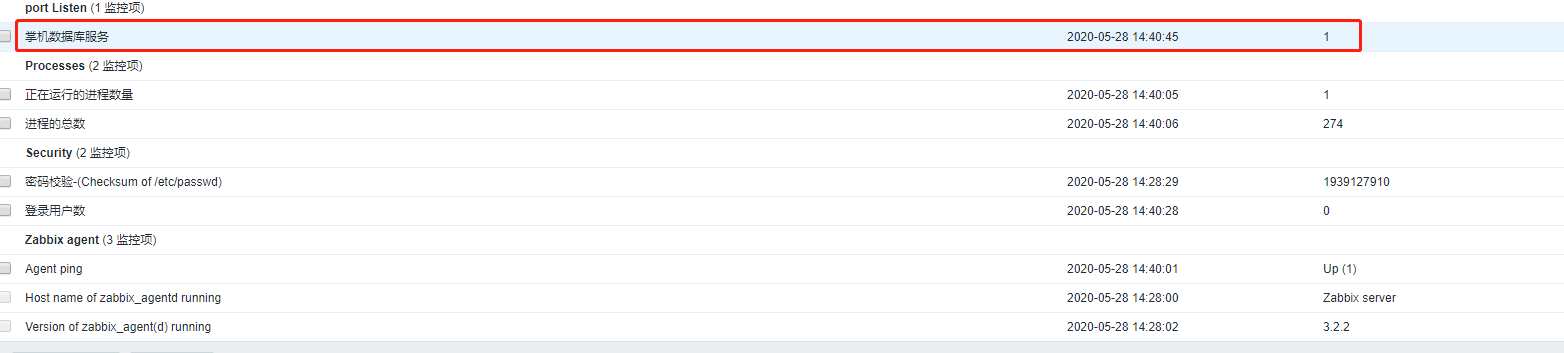 port Listen (1 监控项)
掌机数据库服务 2020-05-28 14:40:45 1
Processes (2 监控项)
正在运行的进程数量 2020-05-28 14:40:05 1
进程的总数 2020-05-28 14:40:06 274
Security (2 监控项)
密码校验-(Checksum of /etc/passwd) 2020-05-28 14:28:29 1939127910
登录用户数 2020-05-28 14:40:28 0
Zabbix agent (3 监控项)
Agent ping 2020-05-28 14:40:01 Up (1)
Host name of zabbix_agentd running 2020-05-28 14:28:00 Zabbix server
Version of zabbix_agent(d) running 2020-05-28 14:28:02 3.2.2